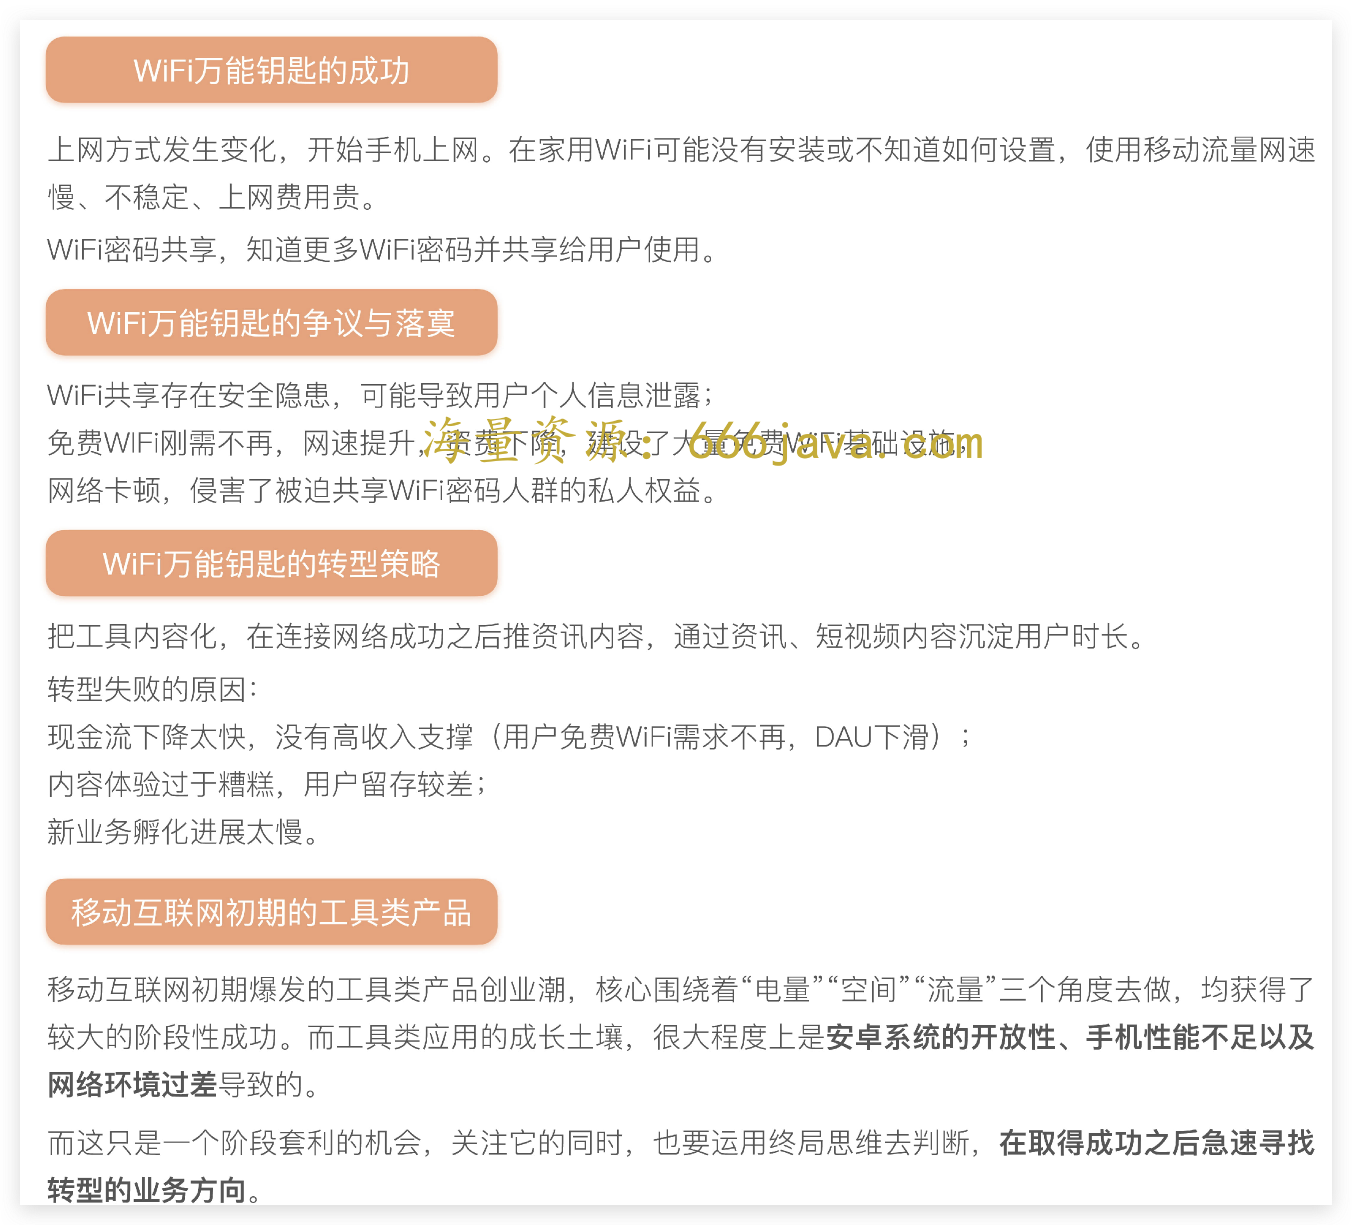 WiFi万能钥匙的成功
上网方式发生变化，开始手机上网。在家用WiFi可能没有安装或不知道如何设置，使用移动流量网速
慢、不稳定、上网费用贵。
WiFi密码共享，知道更多WiFi密码并共享给用户使用。
WiFi万能钥匙的争议与落寞
WiFi共享存在安全隐患，可能导致用户个人信息泄露；
免费WIFi刚需不再，网速提升，资费下降，建设了大量免费WiFi基础设施；
海量资源：666java.com
网络卡顿，侵害了被迫共享WiFi密码人群的私人权益。
WiFi万能钥匙的转型策略
把工具内容化，在连接网络成功之后推资讯内容，通过资讯、短视频内容沉淀用户时长。
转型失败的原因：
现金流下降太快，没有高收入支撑（用户免费WiFi需求不再，DAU下滑）；
内容体验过于糟糕，用户留存较差；
新业务孵化进展太慢。
移动互联网初期的工具类产品
移动互联网初期爆发的工具类产品创业潮，核心围绕着“电量”“空间”“流量”三个角度去做，均获得了
较大的阶段性成功。而工具类应用的成长土壤，很大程度上是安卓系统的开放性、手机性能不足以及
网络环境过差导致的。
而这只是一个阶段套利的机会，关注它的同时，也要运用终局思维去判断，在取得成功之后急速寻找
转型的业务方向。